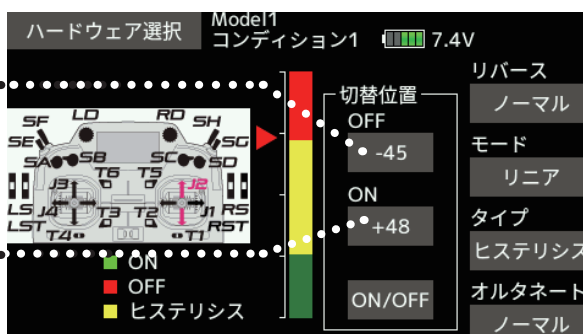 ハードウェア選択
Model1
コンディション1 7.4V
リバース
ノーマル
モード
リニア
タイプ
ヒステリシス
オルタネート
ノーマル
切替位置
OFF
-45
ON
+48
ON/OFF
SF LD RD SH
SE SG
SA SB SC SD
T6 T5
J3 J2
LS J4 T3 T2 J1 RS
LST RST
T4 T1
ON
OFF
ヒステリシス